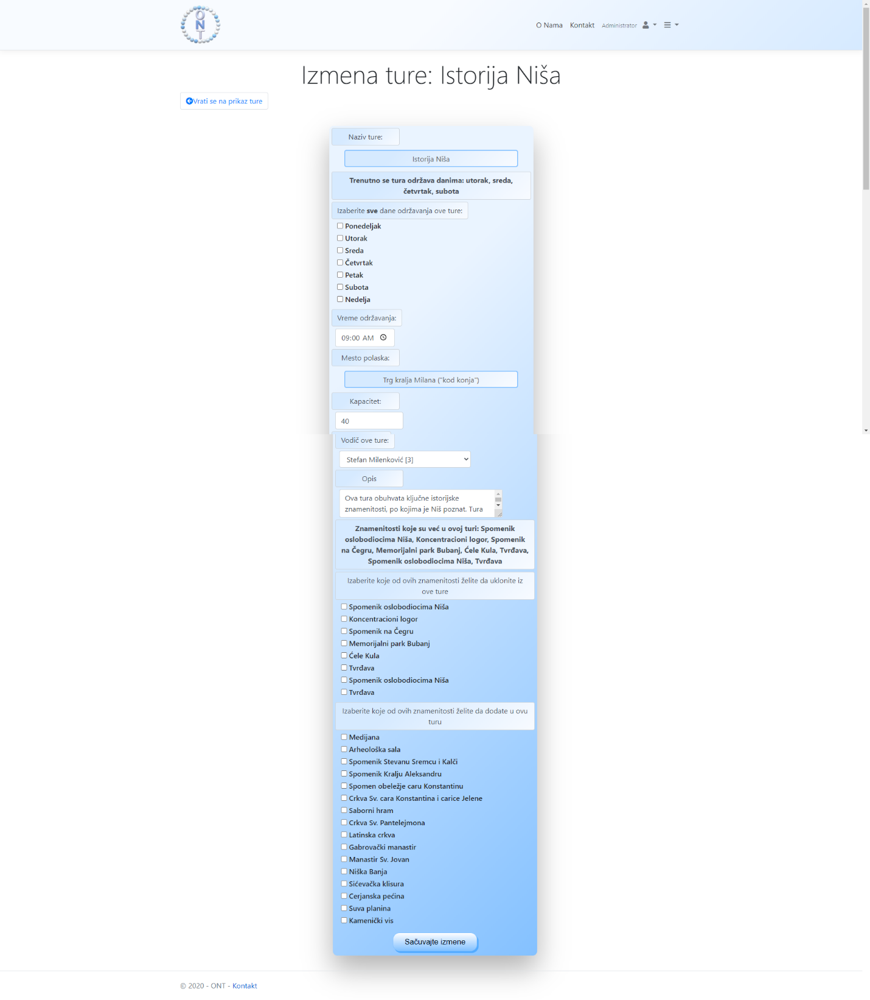 ONT
O Nama Kontakt Administrator
Izmena ture: Istorija Niša
Vrati se na prikaz ture
Naziv ture:
Istorija Niša
Trenutno se tura održava danima: utorak, sreda,
četvrtak, subota
Izaberite sve dane održavanja ove ture:
Ponedeljak
Utorak
Sreda
Četvrtak
Petak
Subota
Nedelja
Vreme održavanja:
09:00 AM
Mesto polaska:
Trg kralja Milana ("kod konja")
Kapacitet:
40
Vodič ove ture:
Stefan Milenković [3]
Opis
Ova tura obuhvata ključne istorijske
znamenitosti, po kojima je Niš poznat. Tura
Znamenitosti koje su već u ovoj turi: Spomenik
oslobodiocima Niša, Koncentracioni logor, Spomenik
na Čegru, Memorijalni park Bubanj, Ćele Kula, Tvrđava,
Spomenik oslobodiocima Niša, Tvrđava
Izaberite koje od ovih znamenitosti želite da uklonite iz
ove ture
Spomenik oslobodiocima Niša
Koncentracioni logor
Spomenik na Čegru
Memorijalni park Bubanj
Ćele Kula
Tvrđava
Spomenik oslobodiocima Niša
Tvrđava
Izaberite koje od ovih znamenitosti želite da dodate u ovu
turu
Medijana
Arheološka sala
Spomenik Stevanu Sremcu i Kalči
Spomenik Kralju Aleksandru
Spomen obeležje caru Konstantinu
Crkva Sv. cara Konstantina i carice Jelene
Saborni hram
Crkva Sv. Pantelejmona
Latinska crkva
Gabrovački manastir
Manastir Sv. Jovan
Niška Banja
Sićevačka klisura
Cerjanska pećina
Suva planina
Kamenički vis
Sačuvajte izmene
© 2020 - ONT - Kontakt